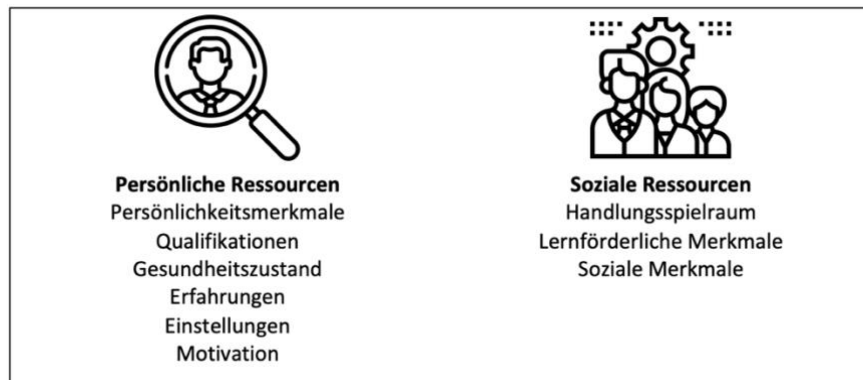 Persönliche Ressourcen
Persönlichkeitsmerkmale
Qualifikationen
Gesundheitszustand
Erfahrungen
Einstellungen
Motivation
Soziale Ressourcen
Handlungsspielraum
Lernförderliche Merkmale
Soziale Merkmale